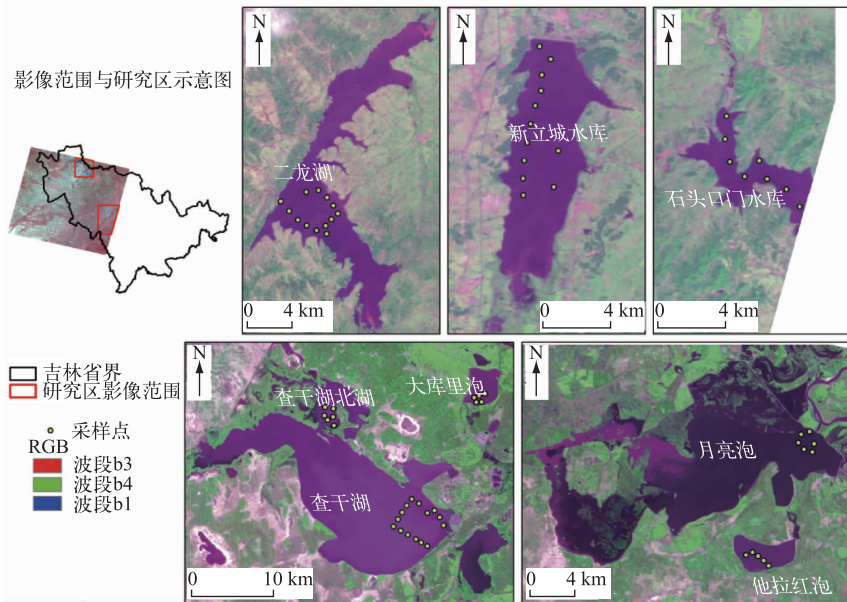 影像范围与研究区示意图
N
二龙湖
0 4 km
N
新立城水库
0 4 km
N
石头口门水库
0 4 km
吉林省界
研究区影像范围
采样点
RGB
波段b3
波段b4
波段b1
N
查干湖北湖
大库里泡
查干湖
0 10 km
N
月亮泡
他拉红泡
0 4 km